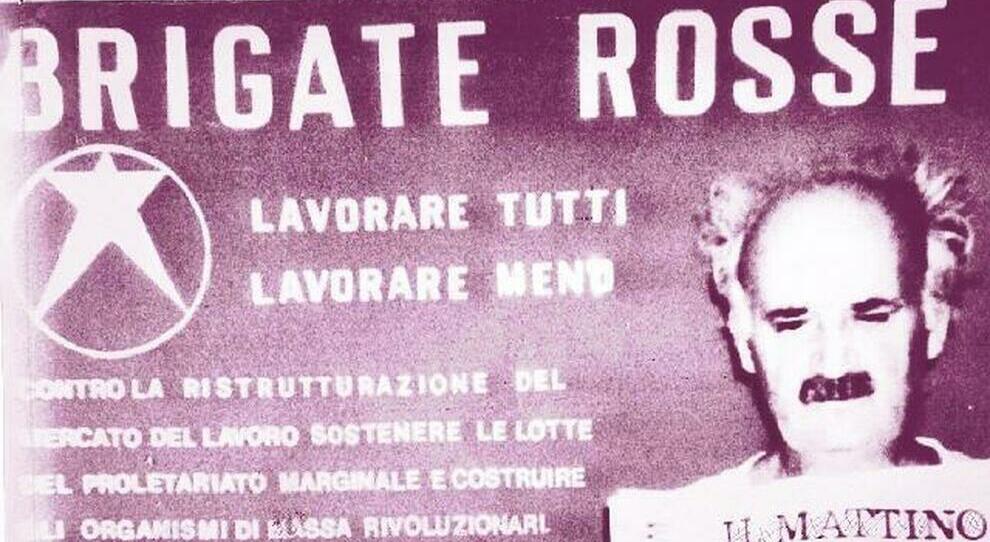 BRIGATE ROSSE
LAVORARE TUTTI
LAVORARE MENO
CONTRO LA RISTRUTTURAZIONE DEL
MERCATO DEL LAVORO SOSTENERE LE LOTTE
DEL PROLETARIATO MARGINALE E COSTRUIRE
GLI ORGANISMI DI MASSA RIVOLUZIONARI.
IL MATTINO